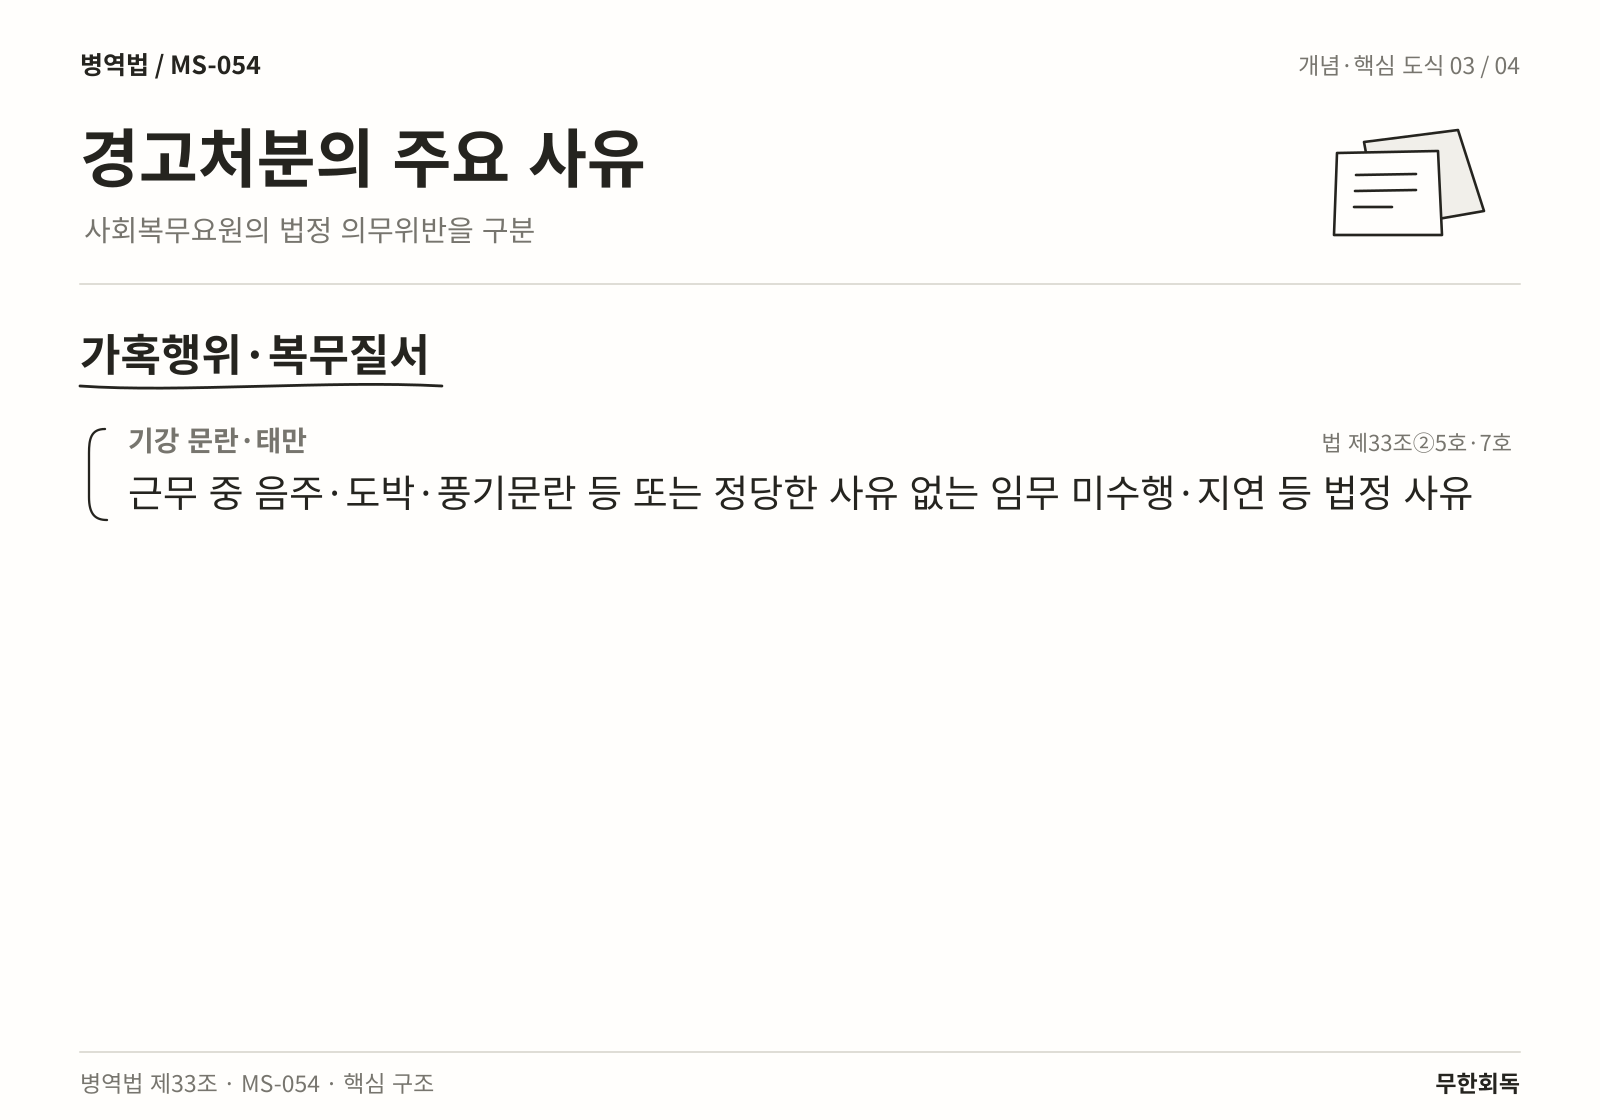 병역법 / MS-054
개념·핵심 도식 03 / 04
경고처분의 주요 사유
사회복무요원의 법정 의무위반을 구분
가혹행위·복무질서
기강 문란·태만
법 제33조②5호·7호
근무 중 음주·도박·풍기문란 등 또는 정당한 사유 없는 임무 미수행·지연 등 법정 사유
병역법 제33조 · MS-054 · 핵심 구조
무한회독